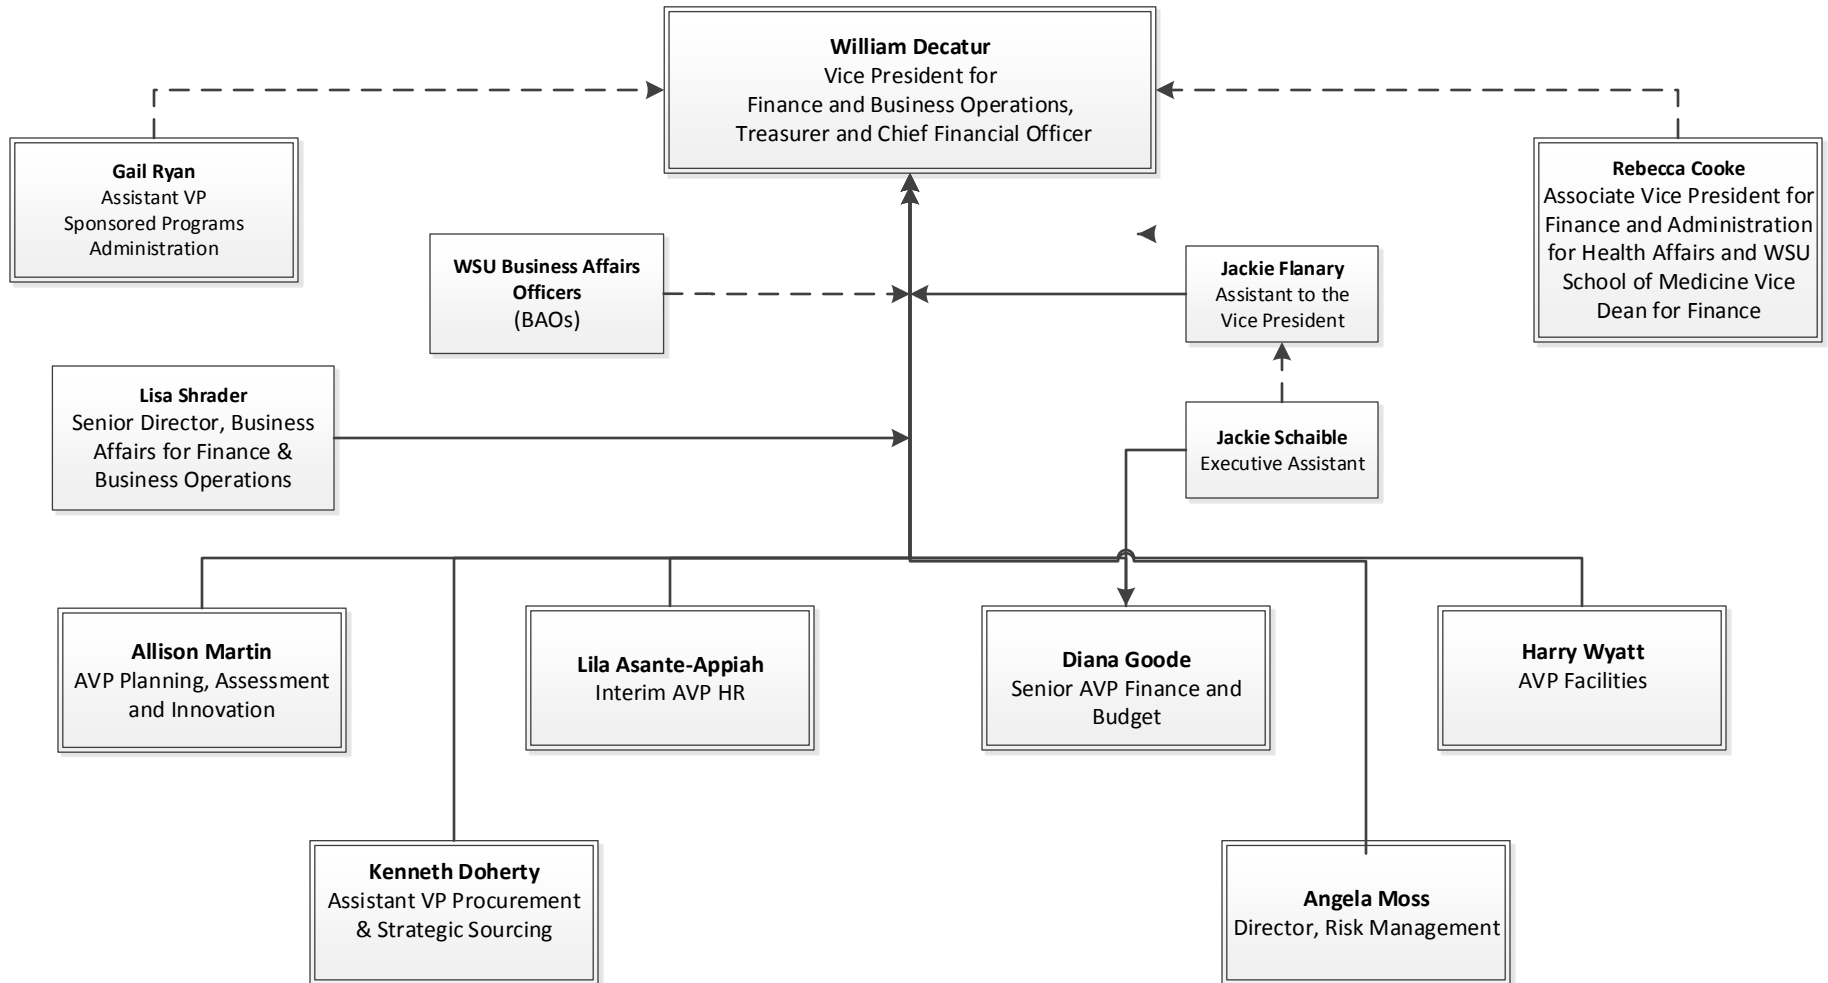 William Decatur
Vice President for
Finance and Business Operations,
Treasurer and Chief Financial Officer
Gail Ryan
Assistant VP
Sponsored Programs
Administration
Rebecca Cooke
Associate Vice President for
Finance and Administration
for Health Affairs and WSU
School of Medicine Vice
Dean for Finance
WSU Business Affairs
Officers
(BAOs)
Jackie Flanary
Assistant to the
Vice President
Lisa Shrader
Senior Director, Business
Affairs for Finance &
Business Operations
Jackie Schaible
Executive Assistant
Allison Martin
AVP Planning, Assessment
and Innovation
Lila Asante-Appiah
Interim AVP HR
Diana Goode
Senior AVP Finance and
Budget
Harry Wyatt
AVP Facilities
Kenneth Doherty
Assistant VP Procurement
& Strategic Sourcing
Angela Moss
Director, Risk Management